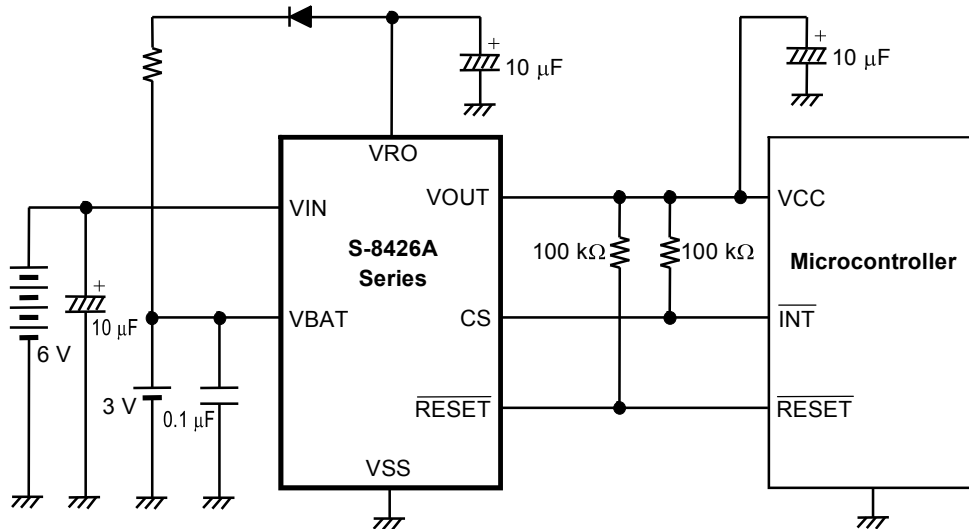 10 µF
10 µF
VRO
VIN
VOUT
VCC
S-8426A
Series
100 kΩ
100 kΩ
Microcontroller
10 µF
VBAT
CS
INT
6 V
3 V
0.1 µF
RESET
RESET
VSS